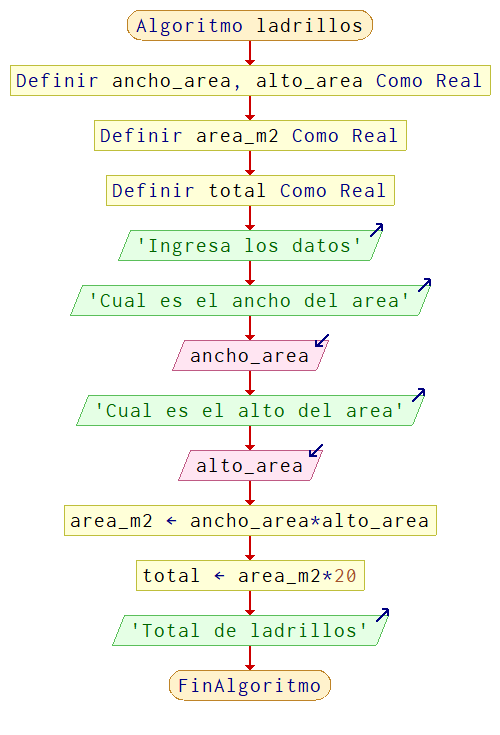 Algoritmo ladrillos
Definir ancho_area, alto_area Como Real
Definir area_m2 Como Real
Definir total Como Real
'Ingresa los datos'
'Cual es el ancho del area'
ancho_area
'Cual es el alto del area'
alto_area
area_m2 ← ancho_area*alto_area
total ← area_m2*20
'Total de ladrillos'
FinAlgoritmo